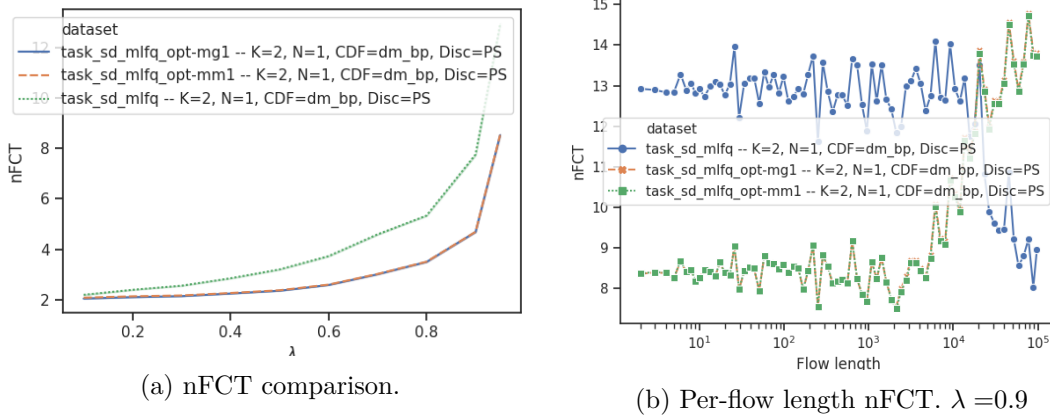 nFCT
dataset
task_sd_mlfq_opt-mg1 -- K=2, N=1, CDF=dm_bp, Disc=PS
task_sd_mlfq_opt-mm1 -- K=2, N=1, CDF=dm_bp, Disc=PS
task_sd_mlfq -- K=2, N=1, CDF=dm_bp, Disc=PS
12
10
8
6
4
2
0.2 0.4 0.6 0.8
λ
(a) nFCT comparison.
nFCT
15
14
13
12
11
10
9
8
dataset
task_sd_mlfq -- K=2, N=1, CDF=dm_bp, Disc=PS
task_sd_mlfq_opt-mg1 -- K=2, N=1, CDF=dm_bp, Disc=PS
task_sd_mlfq_opt-mm1 -- K=2, N=1, CDF=dm_bp, Disc=PS
10¹ 10² 10³ 10⁴ 10⁵
Flow length
(b) Per-flow length nFCT. λ =0.9